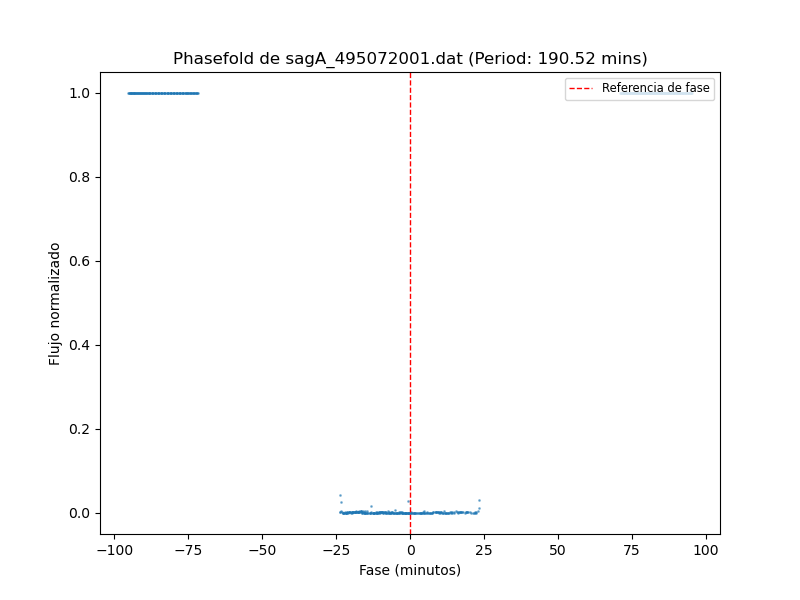 Phasefold de sagA_495072001.dat (Period: 190.52 mins)
Referencia de fase
Flujo normalizado
1.0
0.8
0.6
0.4
0.2
0.0
−100 −75 −50 −25 0 25 50 75 100
Fase (minutos)